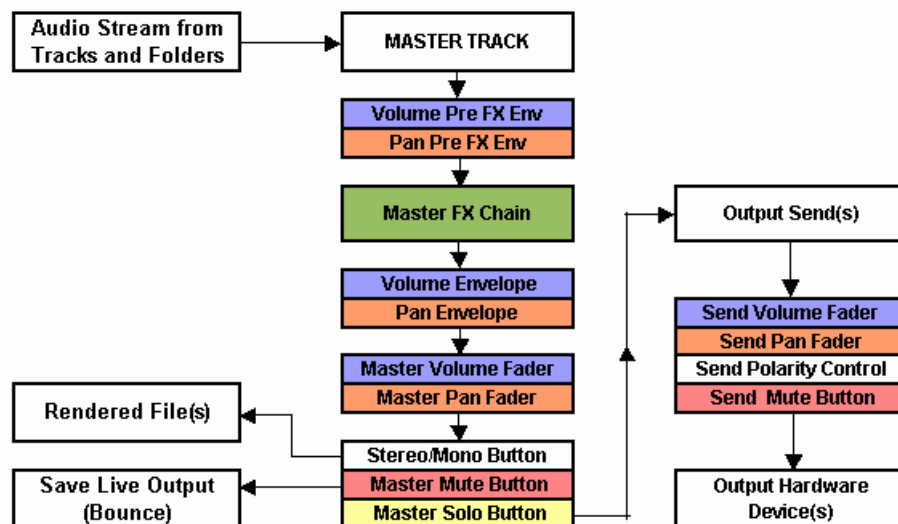 Audio Stream from
Tracks and Folders
MASTER TRACK
Volume Pre FX Env
Pan Pre FX Env
Master FX Chain
Volume Envelope
Pan Envelope
Master Volume Fader
Master Pan Fader
Stereo/Mono Button
Master Mute Button
Master Solo Button
Rendered File(s)
Save Live Output
(Bounce)
Output Send(s)
Send Volume Fader
Send Pan Fader
Send Polarity Control
Send Mute Button
Output Hardware
Device(s)